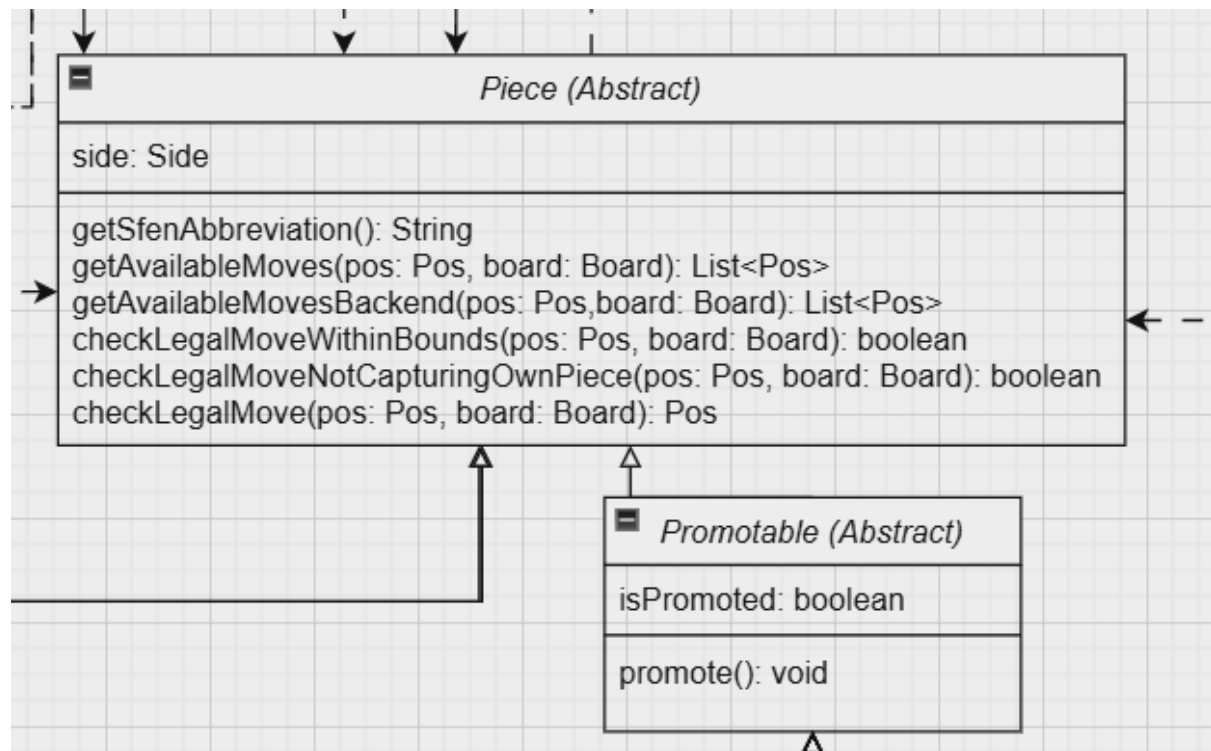 Piece (Abstract)
side: Side
getSfenAbbreviation(): String
getAvailableMoves(pos: Pos, board: Board): List<Pos>
getAvailableMovesBackend(pos: Pos,board: Board): List<Pos>
checkLegalMoveWithinBounds(pos: Pos, board: Board): boolean
checkLegalMoveNotCapturingOwnPiece(pos: Pos, board: Board): boolean
checkLegalMove(pos: Pos, board: Board): Pos
Promotable (Abstract)
isPromoted: boolean
promote(): void